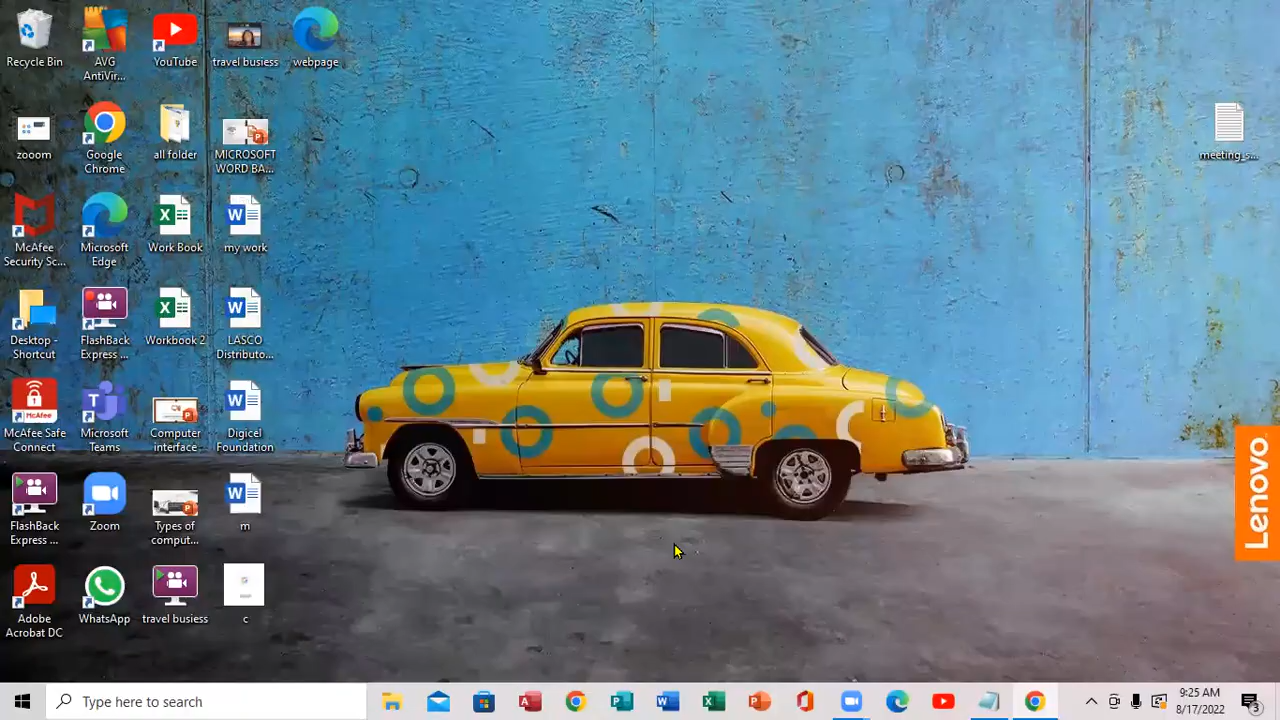 Recycle Bin
AVG
AntiVir...
YouTube
travel busiess
webpage
zooom
Google
Chrome
all folder
MICROSOFT
WORD BA...
meeting_s...
McAfee
Security Sc...
Microsoft
Edge
Work Book
my work
Desktop -
Shortcut
FlashBack
Express ...
Workbook 2
LASCO
Distributo...
McAfee Safe
Connect
Microsoft
Teams
Computer
interface
Digicel
Foundation
Lenovo
FlashBack
Express ...
Zoom
Types of
comput...
m
Adobe
Acrobat DC
WhatsApp
travel busiess
c
Type here to search
9:25 AM
8/17/2022
3